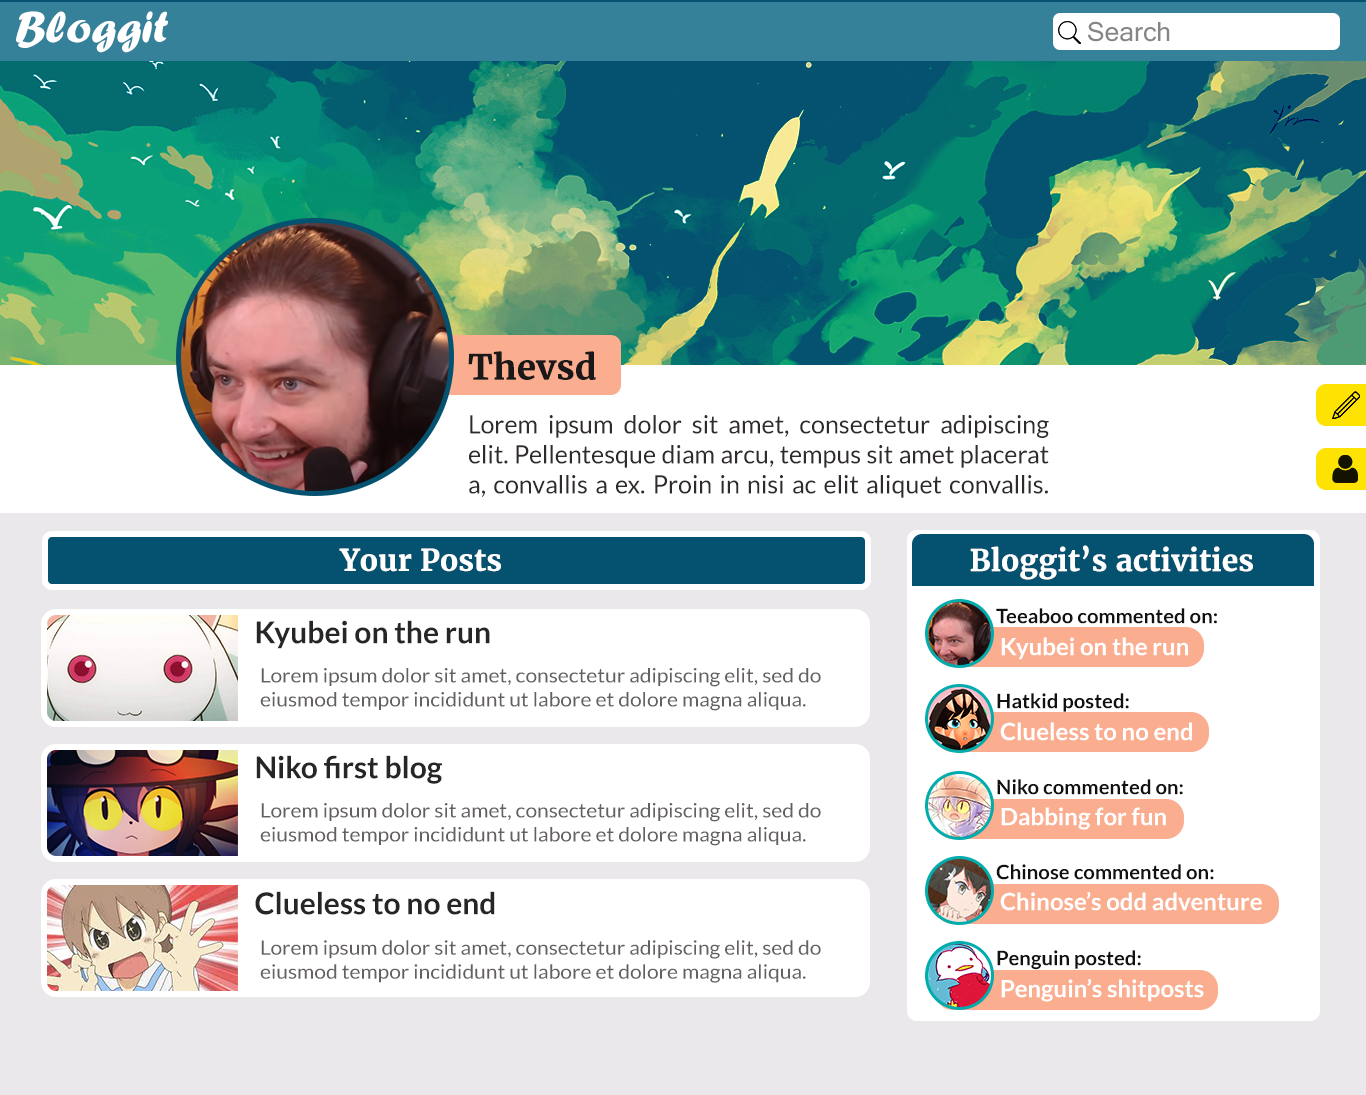 Bloggit
Search
Thevsd
Lorem ipsum dolor sit amet, consectetur adipiscing
elit. Pellentesque diam arcu, tempus sit amet placerat
a, convallis a ex. Proin in nisi ac elit aliquet convallis.
Your Posts
Kyubei on the run
Lorem ipsum dolor sit amet, consectetur adipiscing elit, sed do
eiusmod tempor incididunt ut labore et dolore magna aliqua.
Niko first blog
Lorem ipsum dolor sit amet, consectetur adipiscing elit, sed do
eiusmod tempor incididunt ut labore et dolore magna aliqua.
Clueless to no end
Lorem ipsum dolor sit amet, consectetur adipiscing elit, sed do
eiusmod tempor incididunt ut labore et dolore magna aliqua.
Bloggit’s activities
Teeaboo commented on:
Kyubei on the run
Hatkid posted:
Clueless to no end
Niko commented on:
Dabbing for fun
Chinose commented on:
Chinose’s odd adventure
Penguin posted:
Penguin’s shitposts